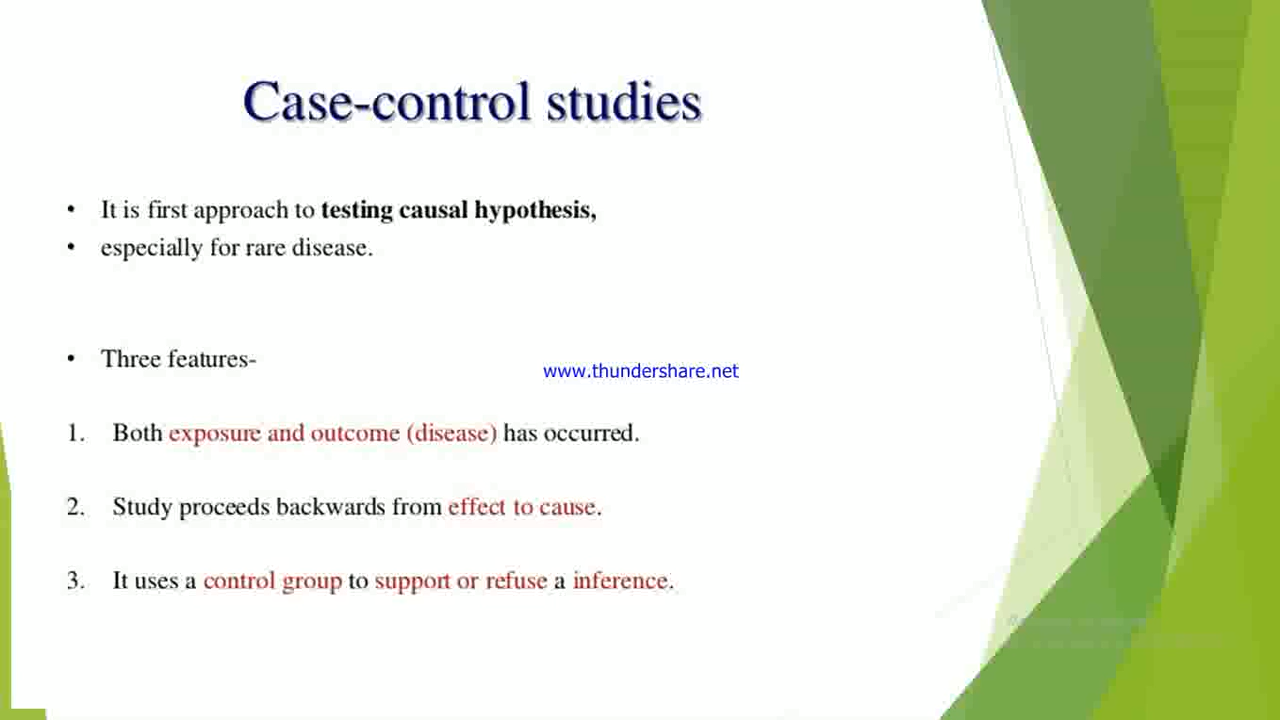 Case-control studies
• It is first approach to testing causal hypothesis,
• especially for rare disease.
• Three features-
www.thundershare.net
1. Both exposure and outcome (disease) has occurred.
2. Study proceeds backwards from effect to cause.
3. It uses a control group to support or refuse a inference.